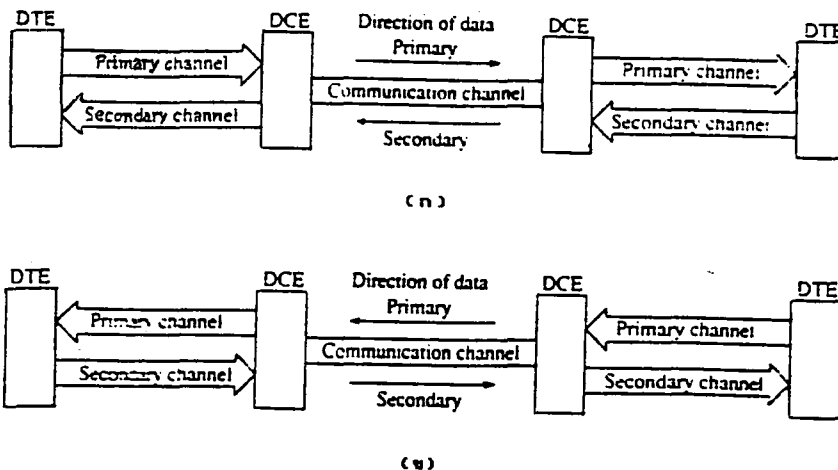 DTE
DCE
Direction of data
Primary
DCE
DTE
Primary channel
Primary channel
Communication channel
Secondary channel
Secondary channel
Secondary
(ก)
DTE
DCE
Direction of data
Primary
DCE
DTE
Primary channel
Primary channel
Communication channel
Secondary channel
Secondary channel
Secondary
(ข)